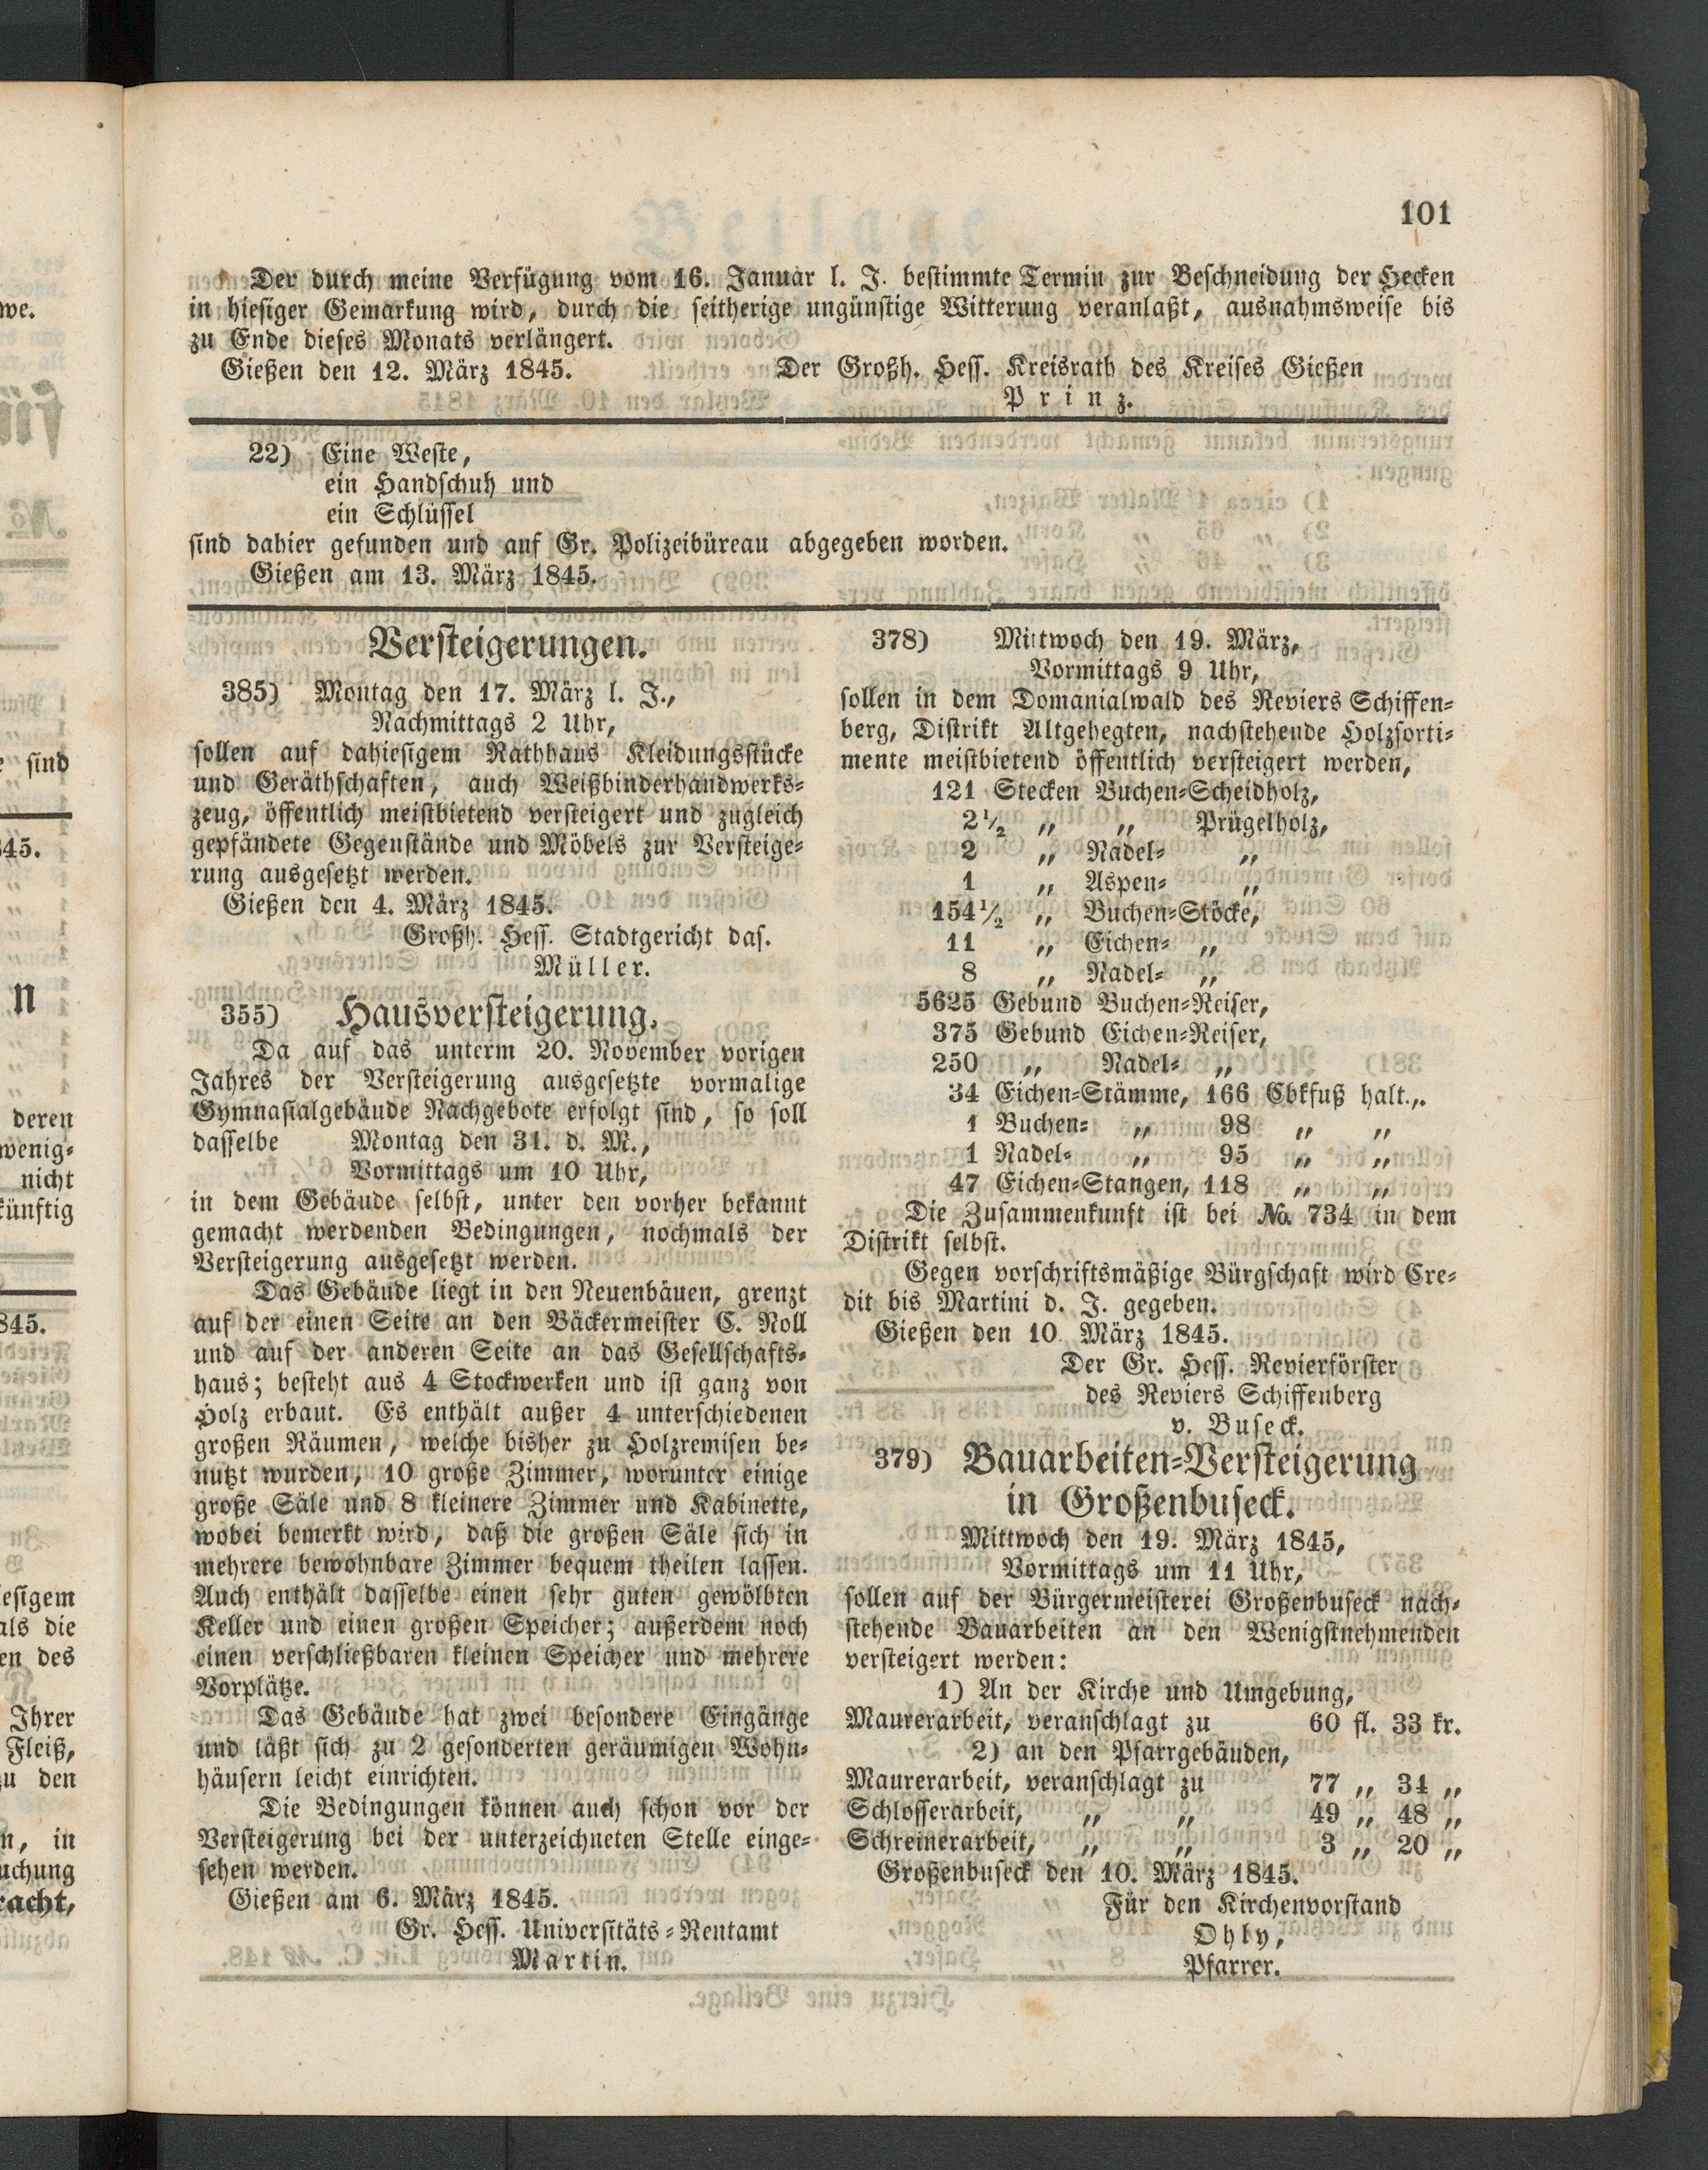 101
Der durch meine Verfügung vom 16. Januar l. J. bestimmte Termin zur Beschneidung der Hecken
in hiesiger Gemarkung wird, durch die seitherige ungünstige Witterung veranlaßt, ausnahmsweise bis
zu Ende dieses Monats verlängert.
Gießen den 12. März 1845. Der Großh. Hess. Kreisrath des Kreises Gießen
Prinz.
22) Eine Weste,
ein Handschuh und
ein Schlüssel
sind dahier gefunden und auf Gr. Polizeibüreau abgegeben worden.
Gießen am 13. März 1845.
Versteigerungen.
385) Montag den 17. März l. J.,
Nachmittags 2 Uhr,
sollen auf dahiesigem Rathhaus Kleidungsstücke
und Geräthschaften, auch Weißbinderhandwerks-
zeug, öffentlich meistbietend versteigert und zugleich
gepfändete Gegenstände und Möbels zur Versteige-
rung ausgesetzt werden.
Gießen den 4. März 1845.
Großh. Hess. Stadtgericht das.
Müller.
355) Hausversteigerung.
Da auf das unterm 20. November vorigen
Jahres der Versteigerung ausgesetzte vormalige
Gymnasialgebäude Nachgebote erfolgt sind, so soll
dasselbe Montag den 31. d. M.,
Vormittags um 10 Uhr,
in dem Gebäude selbst, unter den vorher bekannt
gemacht werdenden Bedingungen, nochmals der
Versteigerung ausgesetzt werden.
Das Gebäude liegt in den Neuenbäuen, grenzt
auf der einen Seite an den Bäckermeister C. Noll
und auf der anderen Seite an das Gesellschafts-
haus; besteht aus 4 Stockwerken und ist ganz von
Holz erbaut. Es enthält außer 4 unterschiedenen
großen Räumen, welche bisher zu Holzremisen be-
nutzt wurden, 10 große Zimmer, worunter einige
große Säle und 8 kleinere Zimmer und Kabinette,
wobei bemerkt wird, daß die großen Säle sich in
mehrere bewohnbare Zimmer bequem theilen lassen.
Auch enthält dasselbe einen sehr guten gewölbten
Keller und einen großen Speicher; außerdem noch
einen verschließbaren kleinen Speicher und mehrere
Vorplätze.
Das Gebäude hat zwei besondere Eingänge
und läßt sich zu 2 gesonderten geräumigen Wohn-
häusern leicht einrichten.
Die Bedingungen können auch schon vor der
Versteigerung bei der unterzeichneten Stelle einge-
sehen werden.
Gießen am 6. März 1845.
Gr. Hess. Universitäts-Rentamt
Martin.
378) Mittwoch den 19. März,
Vormittags 9 Uhr,
sollen in dem Domanialwald des Reviers Schiffen-
berg, Distrikt Altgehegten, nachstehende Holzsorti-
mente meistbietend öffentlich versteigert werden,
121 Stecken Buchen-Scheidholz,
2½ „ „ Prügelholz,
2 „ Nadel- „
1 „ Aspen- „
154½ „ Buchen-Stöcke,
11 „ Eichen- „
8 „ Nadel- „
5625 Gebund Buchen-Reiser,
375 Gebund Eichen-Reiser,
250 „ Nadel- „
34 Eichen-Stämme, 166 Cbkfuß halt.,.
1 Buchen- „ 98 „ „
1 Nadel- „ 95 „ „
47 Eichen-Stangen, 118 „ „
Die Zusammenkunft ist bei No. 734 in dem
Distrikt selbst.
Gegen vorschriftsmäßige Bürgschaft wird Cre-
dit bis Martini d. J. gegeben.
Gießen den 10. März 1845.
Der Gr. Hess. Revierförster
des Reviers Schiffenberg
v. Buseck.
379) Bauarbeiten-Versteigerung
in Großenbuseck.
Mittwoch den 19. März 1845,
Vormittags um 11 Uhr,
sollen auf der Bürgermeisterei Großenbuseck nach-
stehende Bauarbeiten an den Wenigstnehmenden
versteigert werden:
1) An der Kirche und Umgebung,
Maurerarbeit, veranschlagt zu 60 fl. 33 kr.
2) an den Pfarrgebäuden,
Maurerarbeit, veranschlagt zu 77 „ 34 „
Schlosserarbeit, „ „ 49 „ 48 „
Schreinerarbeit, „ „ 3 „ 20 „
Großenbuseck den 10. März 1845.
Für den Kirchenvorstand
Ohly,
Pfarrer.